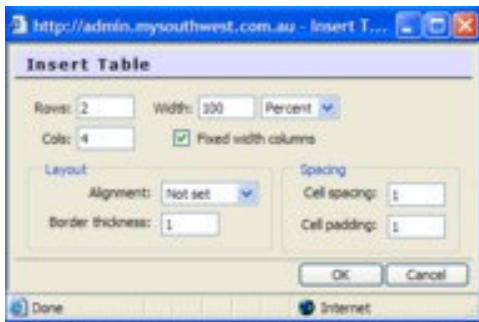 http://admin.mysouthwest.com.au - Insert T...
Insert Table
Rows: 2 Width: 100 Percent
Cols: 4 Fixed width columns
Layout Spacing
Alignment: Not set Cell spacing: 1
Border thickness: 1 Cell padding: 1
OK Cancel
Done Internet